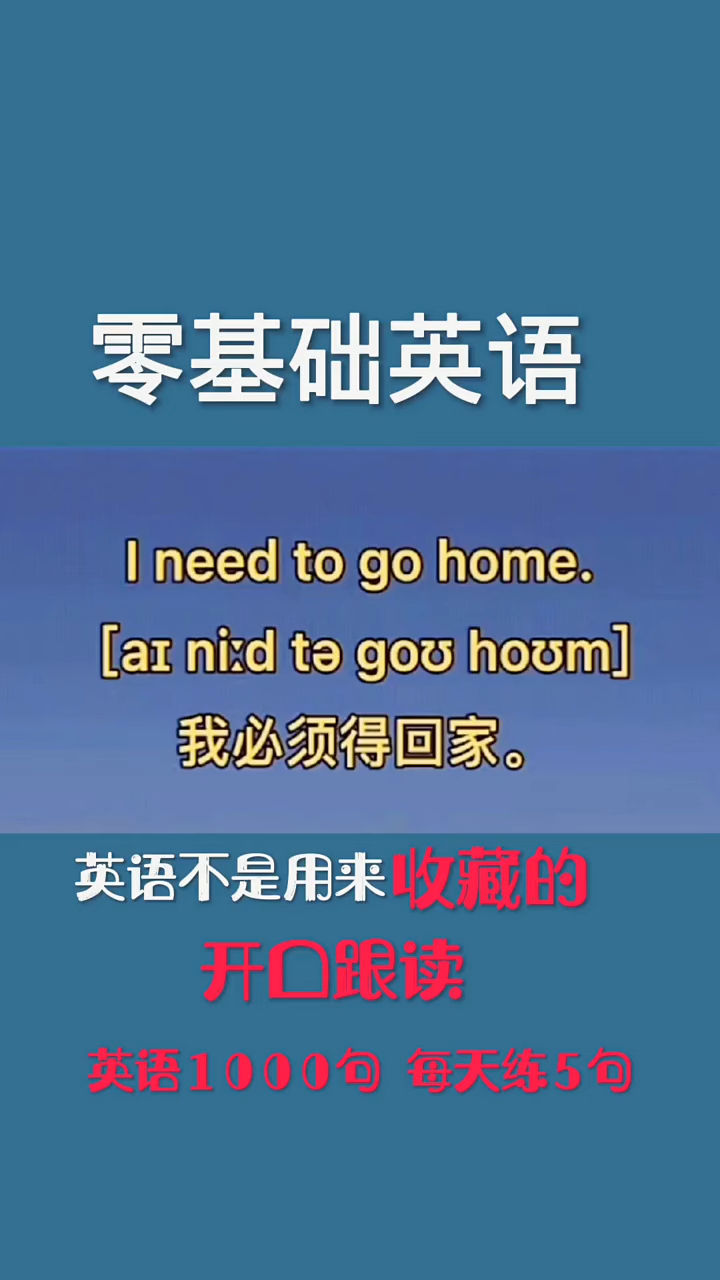 零基础英语
I need to go home.
[aɪ niːd tə goʊ hoʊm]
我必须得回家。
英语不是用来收藏的
开口跟读
英语1000句 每天练5句